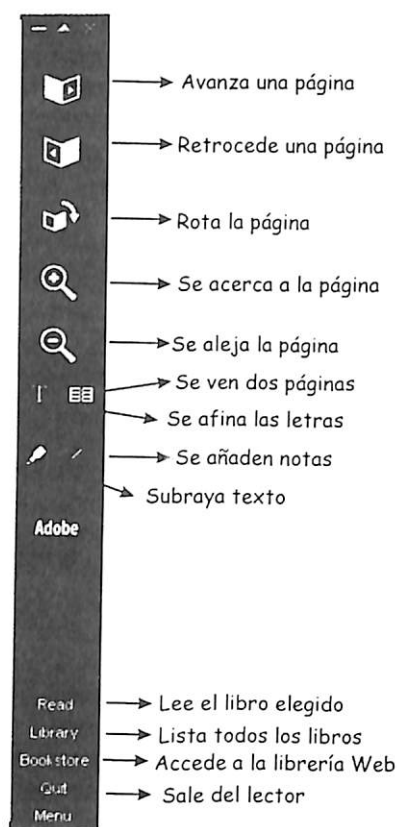 Avanza una página
Retrocede una página
Rota la página
Se acerca a la página
Se aleja la página
Se ven dos páginas
Se afina las letras
Se añaden notas
Subraya texto
Adobe
Read Lee el libro elegido
Library Lista todos los libros
Bookstore Accede a la librería Web
Quit Sale del lector
Menu